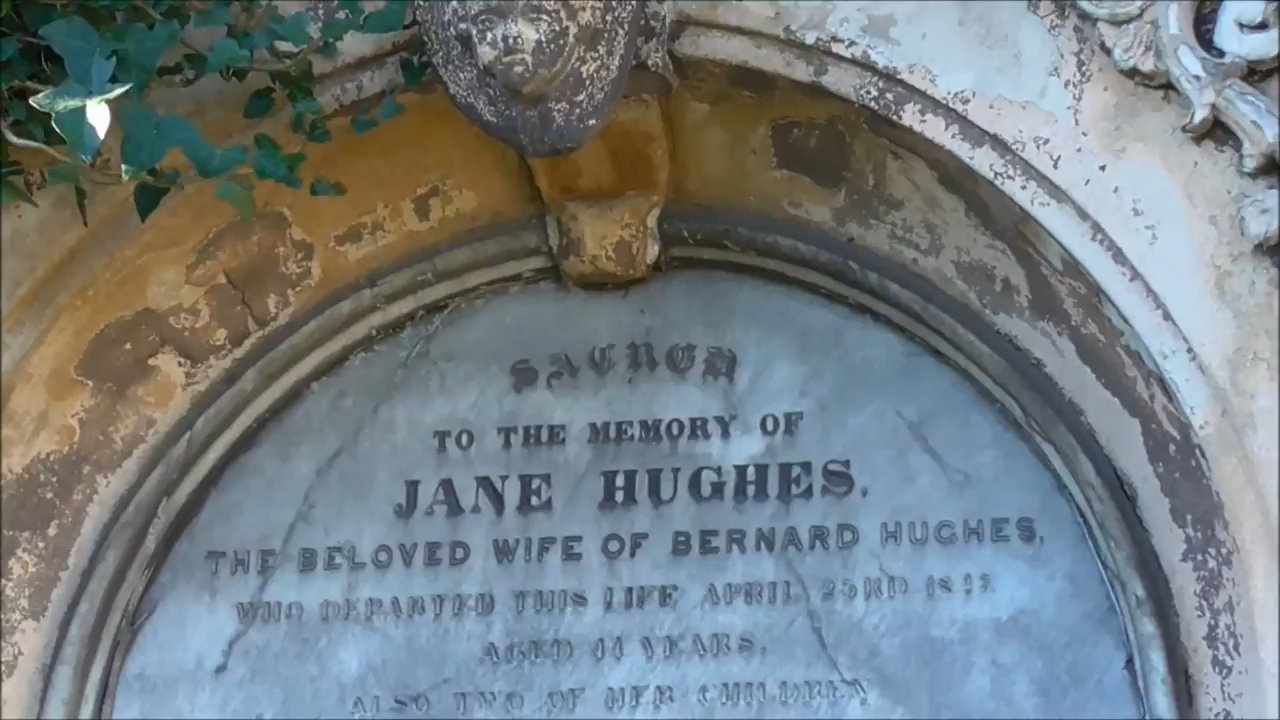 SACRED
TO THE MEMORY OF
JANE HUGHES.
THE BELOVED WIFE OF BERNARD HUGHES,
WHO DEPARTED THIS LIFE APRIL 23RD
AGED YEARS.
ALSO TWO OF HER CHILDREN